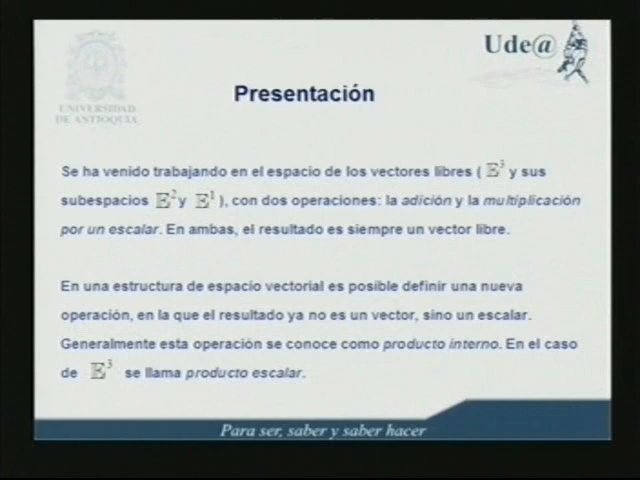 UNIVERSIDAD
DE ANTIOQUIA
Ude@
Presentación
Se ha venido trabajando en el espacio de los vectores libres ( 𝔼³ y sus
subespacios 𝔼² y 𝔼¹ ), con dos operaciones: la adición y la multiplicación
por un escalar. En ambas, el resultado es siempre un vector libre.
En una estructura de espacio vectorial es posible definir una nueva
operación, en la que el resultado ya no es un vector, sino un escalar.
Generalmente esta operación se conoce como producto interno. En el caso
de 𝔼³ se llama producto escalar.
Para ser, saber y saber hacer